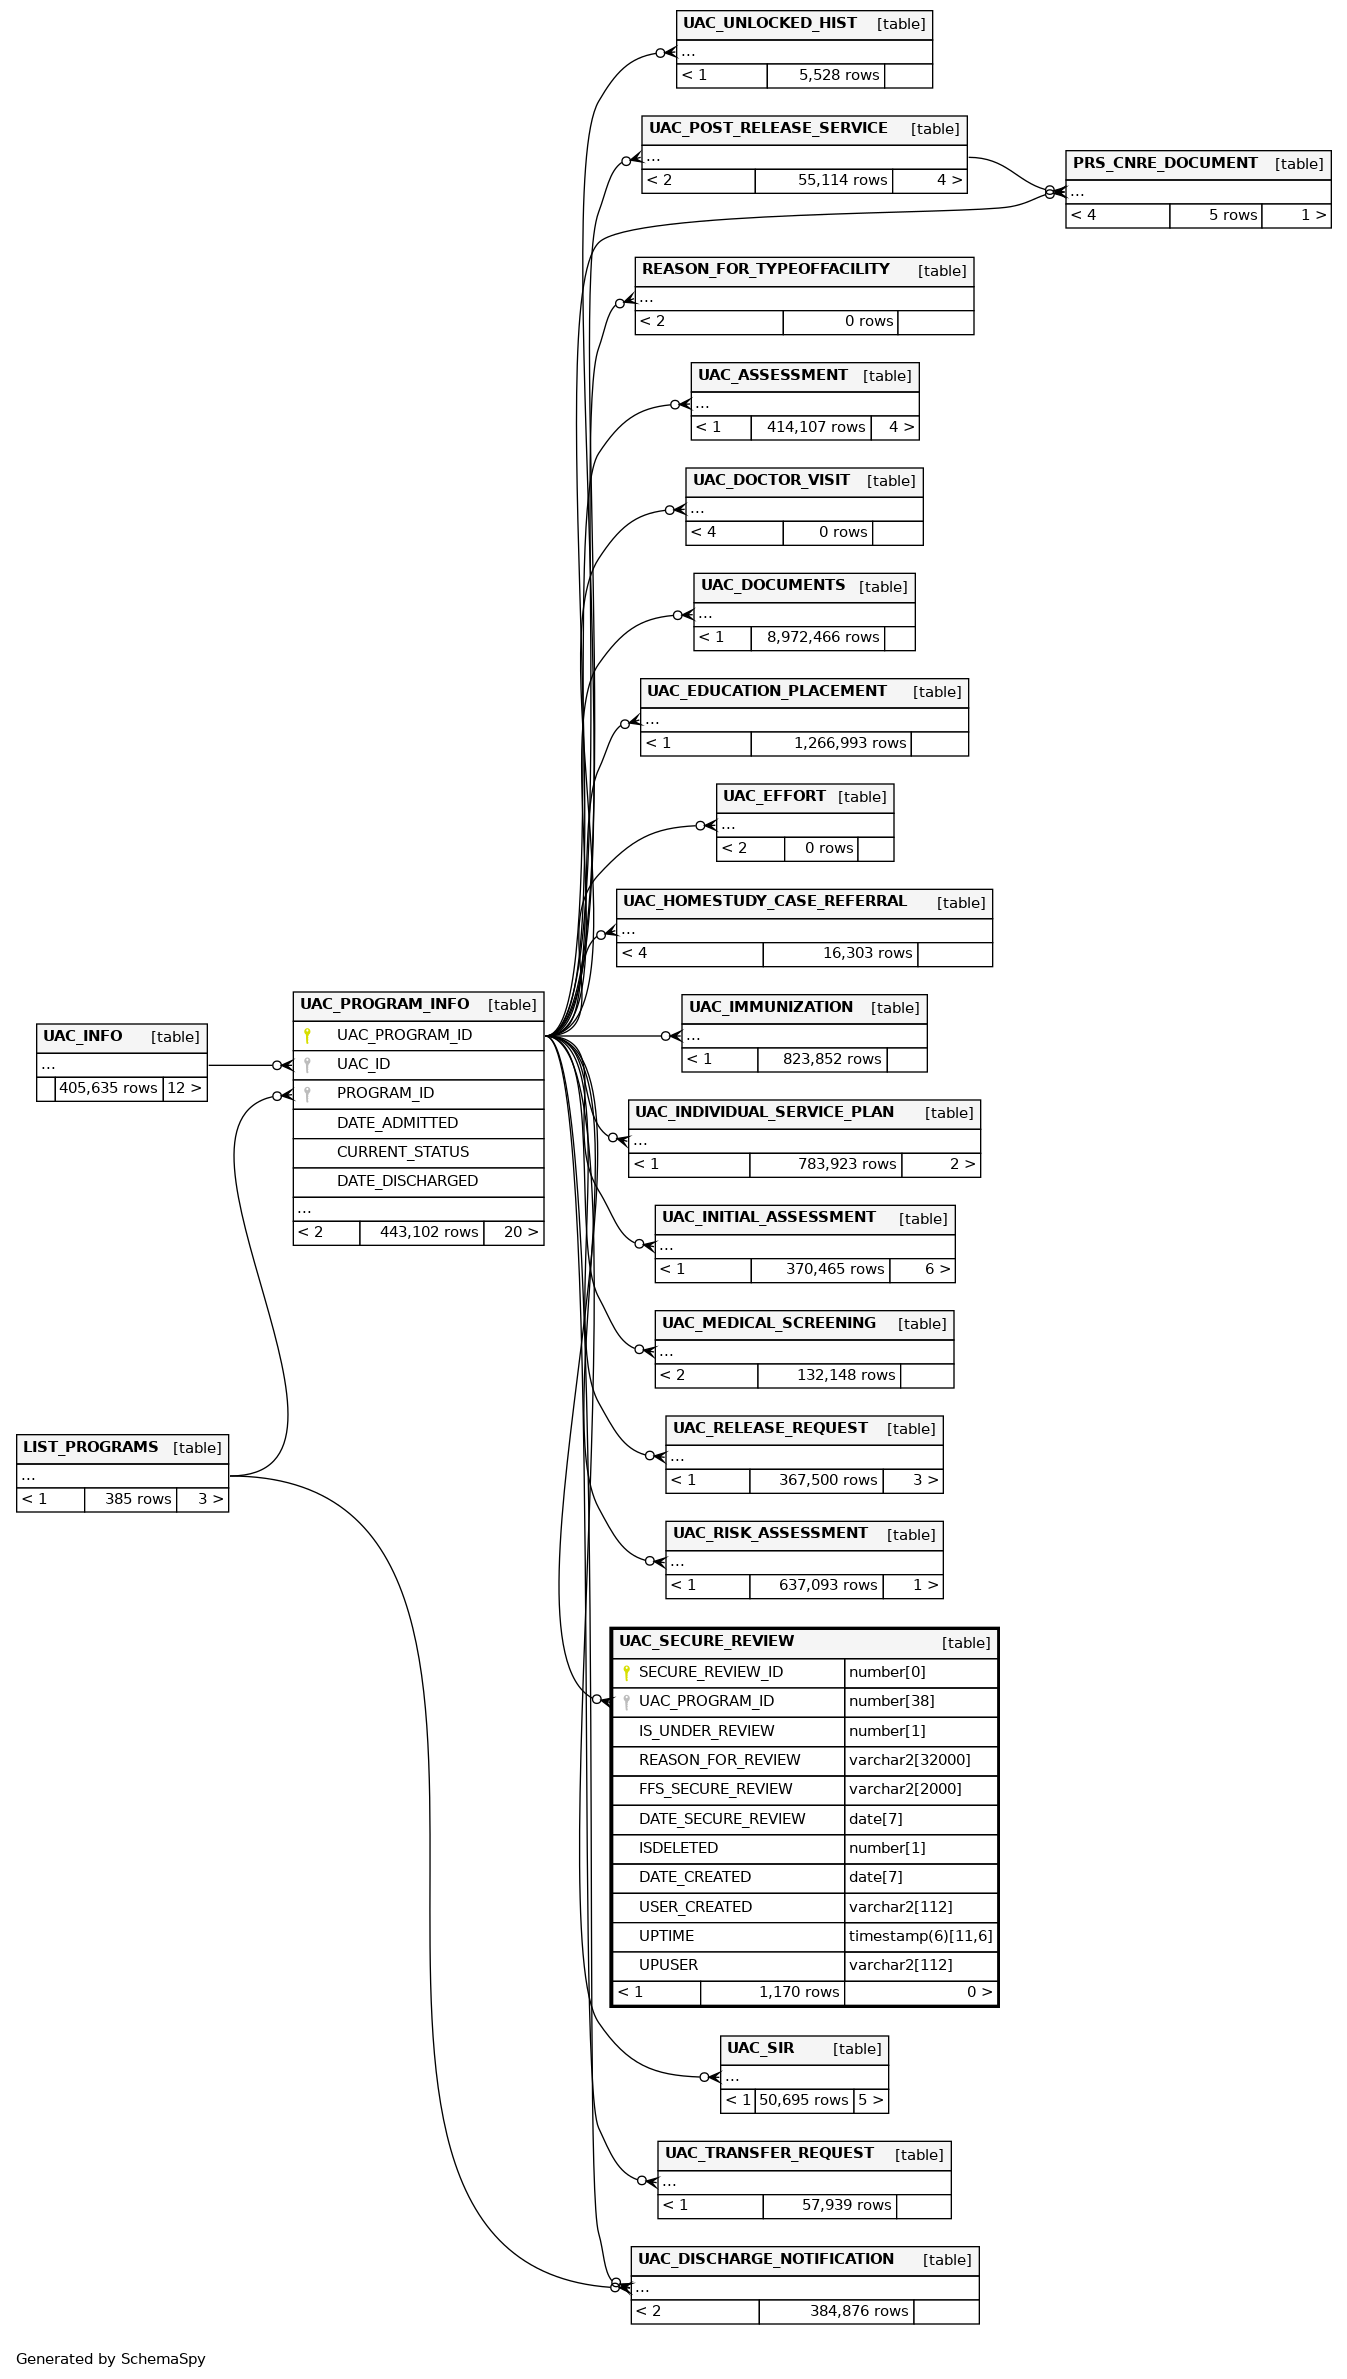 UAC_UNLOCKED_HIST [table]
...
< 1 5,528 rows
UAC_POST_RELEASE_SERVICE [table]
...
< 2 55,114 rows 4 >
PRS_CNRE_DOCUMENT [table]
...
< 4 5 rows 1 >
REASON_FOR_TYPEOFFACILITY [table]
...
< 2 0 rows
UAC_ASSESSMENT [table]
...
< 1 414,107 rows 4 >
UAC_DOCTOR_VISIT [table]
...
< 4 0 rows
UAC_DOCUMENTS [table]
...
< 1 8,972,466 rows
UAC_EDUCATION_PLACEMENT [table]
...
< 1 1,266,993 rows
UAC_EFFORT [table]
...
< 2 0 rows
UAC_HOMESTUDY_CASE_REFERRAL [table]
...
< 4 16,303 rows
UAC_INFO [table]
...
405,635 rows 12 >
UAC_PROGRAM_INFO [table]
UAC_PROGRAM_ID
UAC_ID
PROGRAM_ID
DATE_ADMITTED
CURRENT_STATUS
DATE_DISCHARGED
...
< 2 443,102 rows 20 >
UAC_IMMUNIZATION [table]
...
< 1 823,852 rows
UAC_INDIVIDUAL_SERVICE_PLAN [table]
...
< 1 783,923 rows 2 >
UAC_INITIAL_ASSESSMENT [table]
...
< 1 370,465 rows 6 >
UAC_MEDICAL_SCREENING [table]
...
< 2 132,148 rows
LIST_PROGRAMS [table]
...
< 1 385 rows 3 >
UAC_RELEASE_REQUEST [table]
...
< 1 367,500 rows 3 >
UAC_RISK_ASSESSMENT [table]
...
< 1 637,093 rows 1 >
UAC_SECURE_REVIEW [table]
SECURE_REVIEW_ID number[0]
UAC_PROGRAM_ID number[38]
IS_UNDER_REVIEW number[1]
REASON_FOR_REVIEW varchar2[32000]
FFS_SECURE_REVIEW varchar2[2000]
DATE_SECURE_REVIEW date[7]
ISDELETED number[1]
DATE_CREATED date[7]
USER_CREATED varchar2[112]
UPTIME timestamp(6)[11,6]
UPUSER varchar2[112]
< 1 1,170 rows 0 >
UAC_SIR [table]
...
< 1 50,695 rows 5 >
UAC_TRANSFER_REQUEST [table]
...
< 1 57,939 rows
UAC_DISCHARGE_NOTIFICATION [table]
...
< 2 384,876 rows
Generated by SchemaSpy